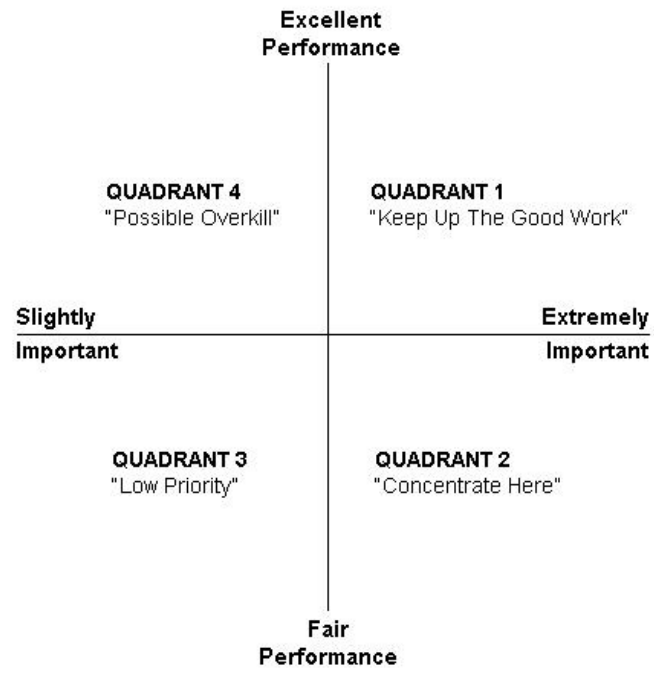 Excellent
Performance
QUADRANT 4
"Possible Overkill"
QUADRANT 1
"Keep Up The Good Work"
Slightly
Important
Extremely
Important
QUADRANT 3
"Low Priority"
QUADRANT 2
"Concentrate Here"
Fair
Performance